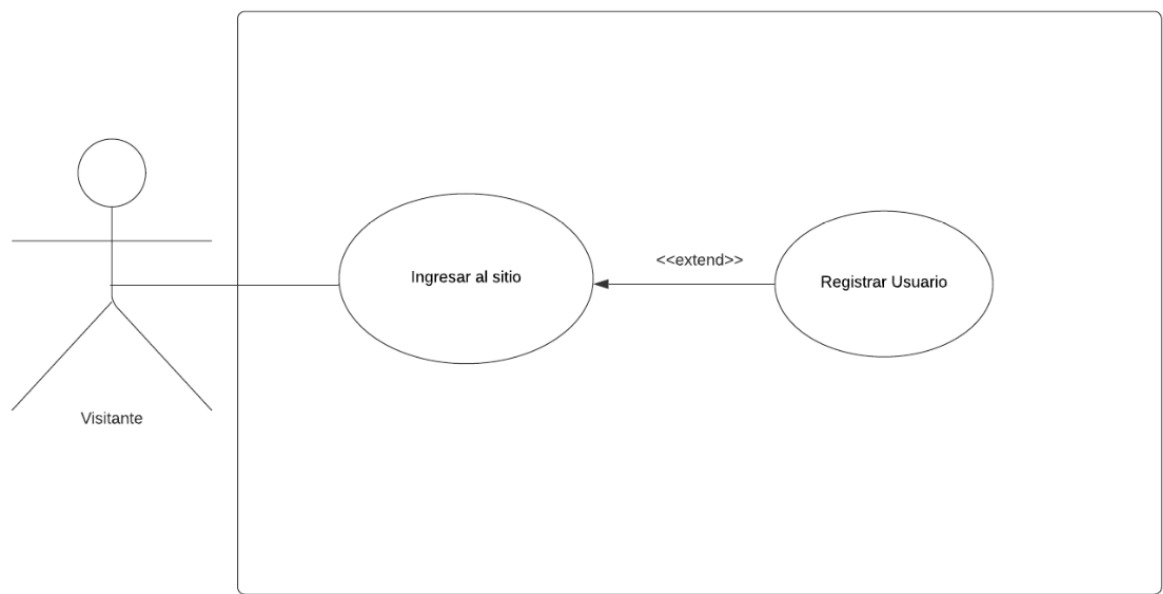 Ingresar al sitio
<<extend>>
Registrar Usuario
Visitante